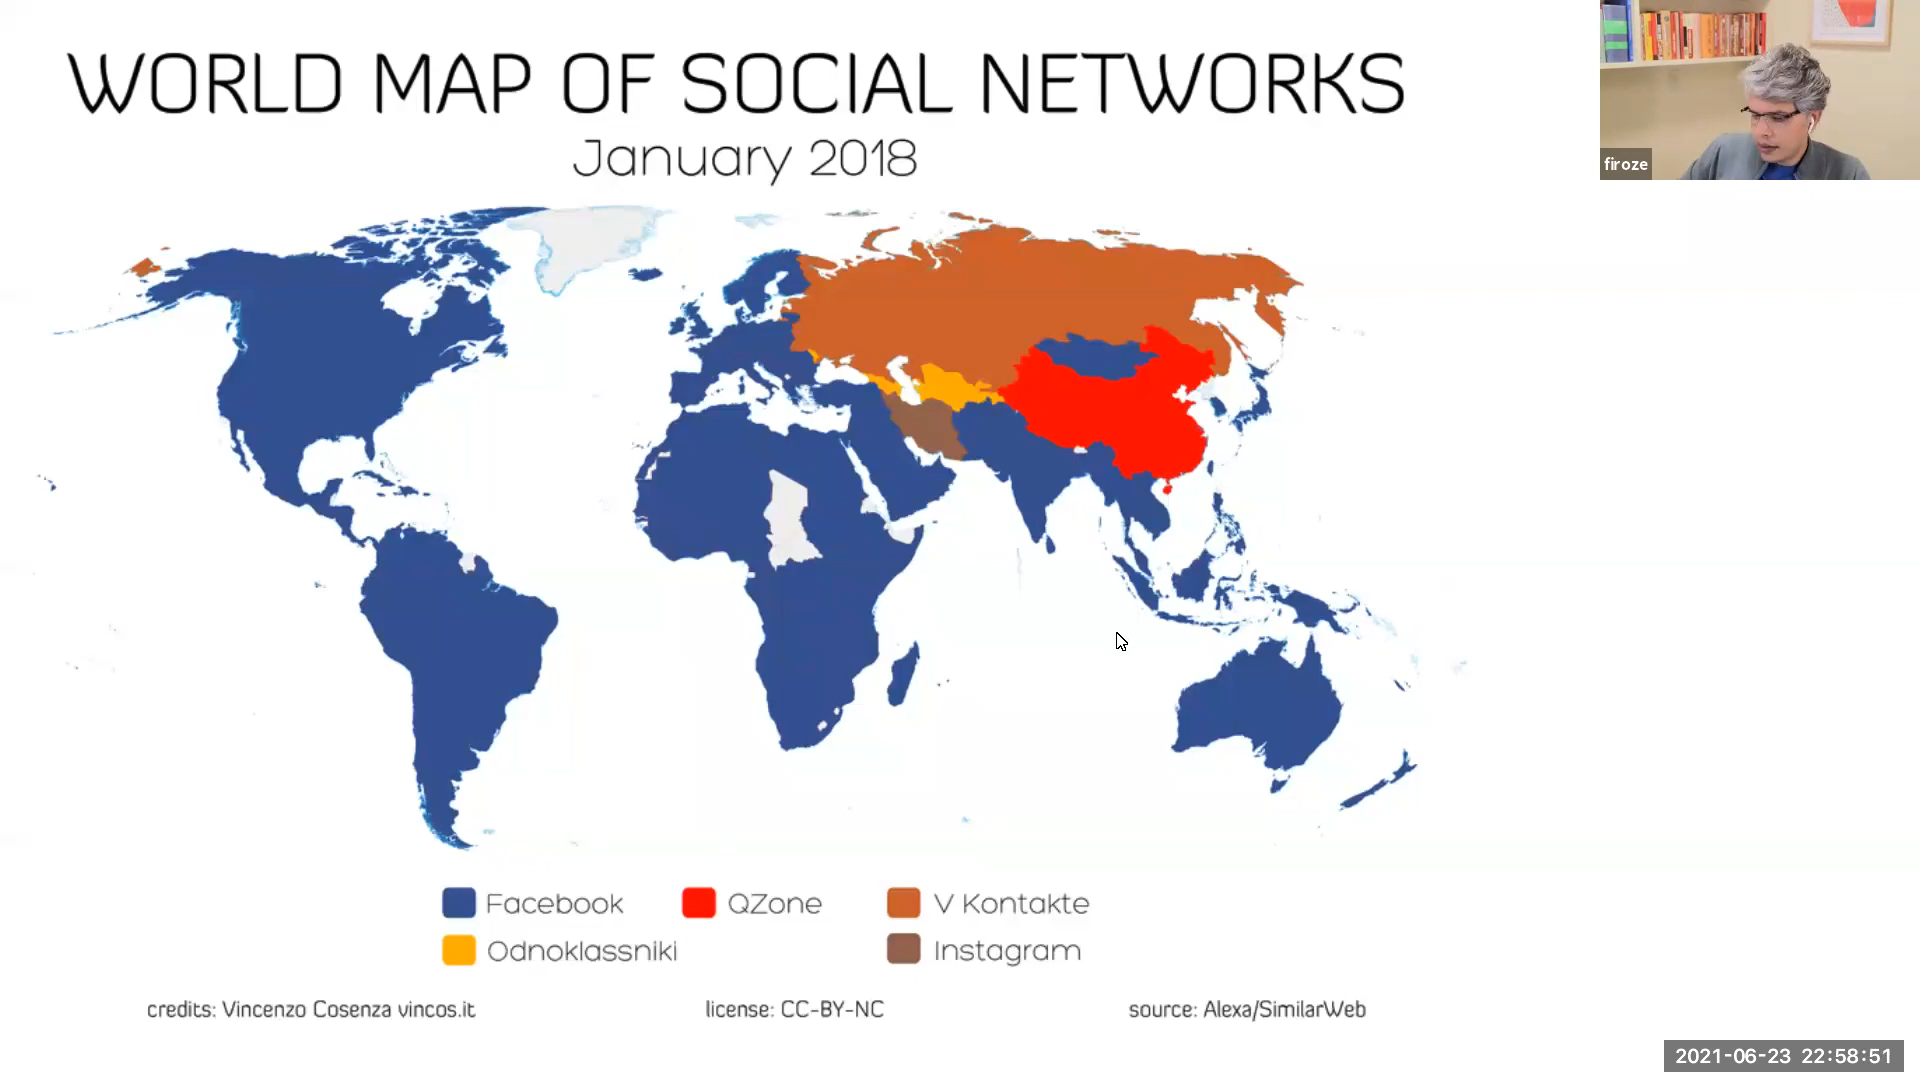 WORLD MAP OF SOCIAL NETWORKS
January 2018
firoze
Facebook QZone V Kontakte
Odnoklassniki Instagram
credits: Vincenzo Cosenza vincos.it license: CC-BY-NC source: Alexa/SimilarWeb
2021-06-23 22:58:51